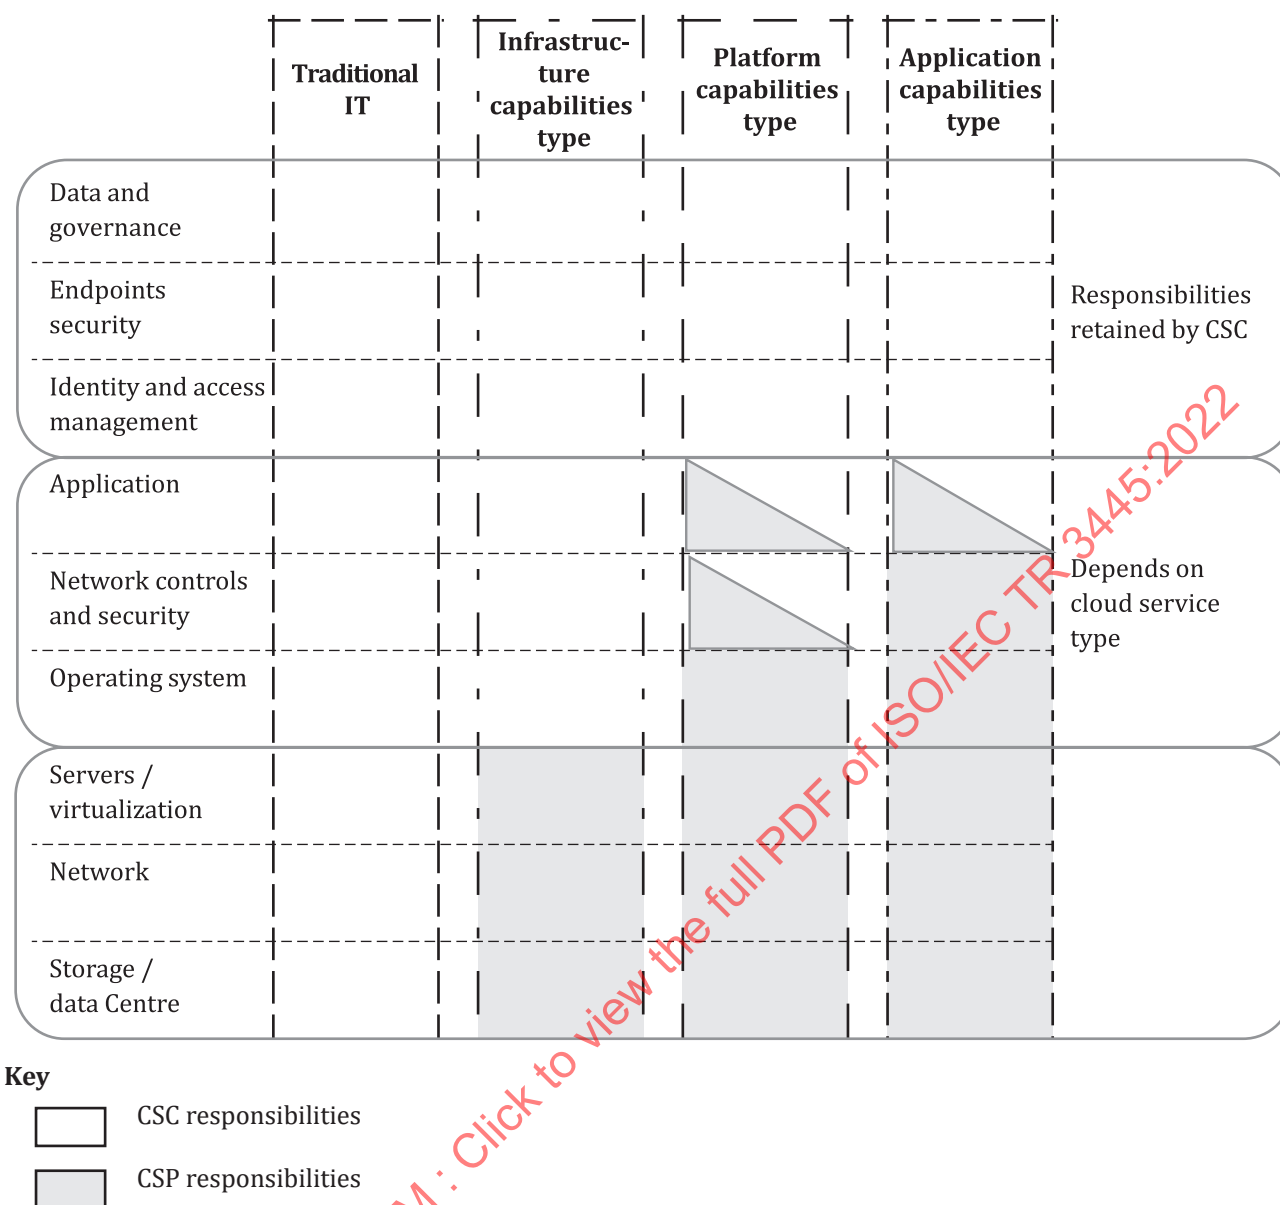 Traditional
IT
Infrastruc-
ture
capabilities
type
Platform
capabilities
type
Application
capabilities
type
Data and
governance
Endpoints
security
Identity and access
management
Responsibilities
retained by CSC
Application
Network controls
and security
Operating system
Depends on
cloud service
type
Servers /
virtualization
Network
Storage /
data Centre
Key
CSC responsibilities
CSP responsibilities
M : Click to view the full PDF of ISO/IEC TR 3445:2022